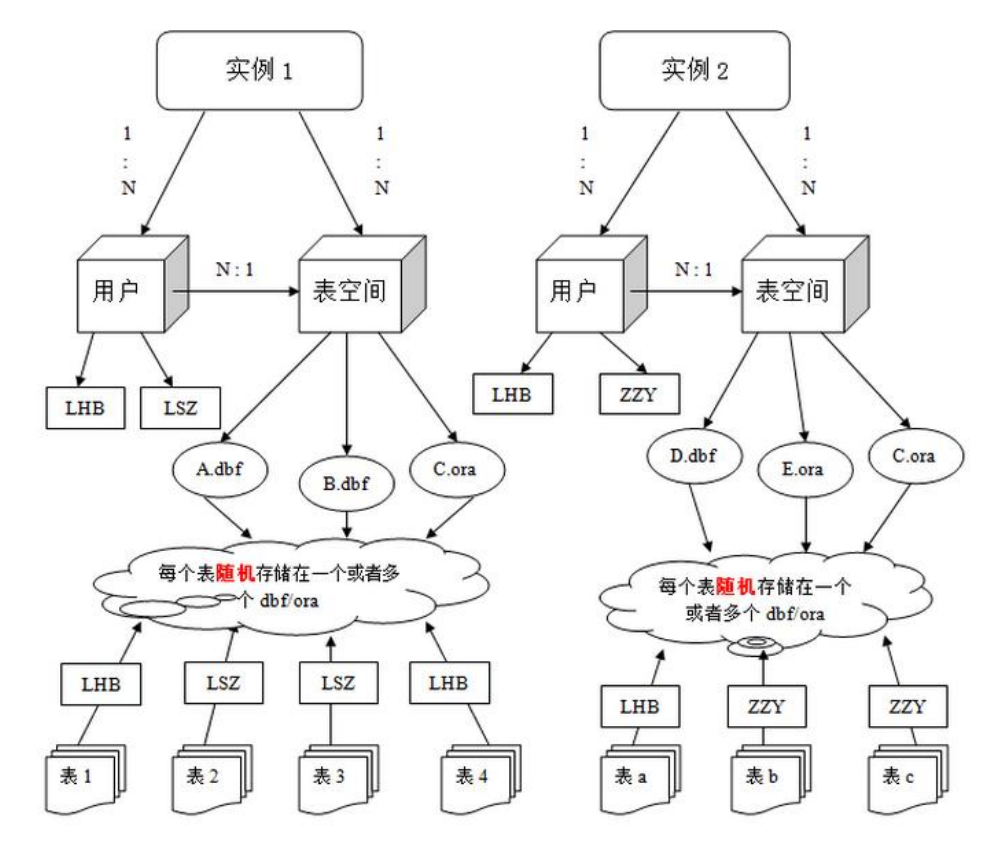 实例 1
实例 2
1
:
N
1
:
N
1
:
N
1
:
N
用户
N : 1
表空间
用户
N : 1
表空间
LHB
LSZ
LHB
ZZY
A.dbf
B.dbf
C.ora
D.dbf
E.ora
C.ora
每个表随机存储在一个或者多
个 dbf/ora
每个表随机存储在一个
或者多个 dbf/ora
LHB
LSZ
LSZ
LHB
LHB
ZZY
ZZY
表 1
表 2
表 3
表 4
表 a
表 b
表 c